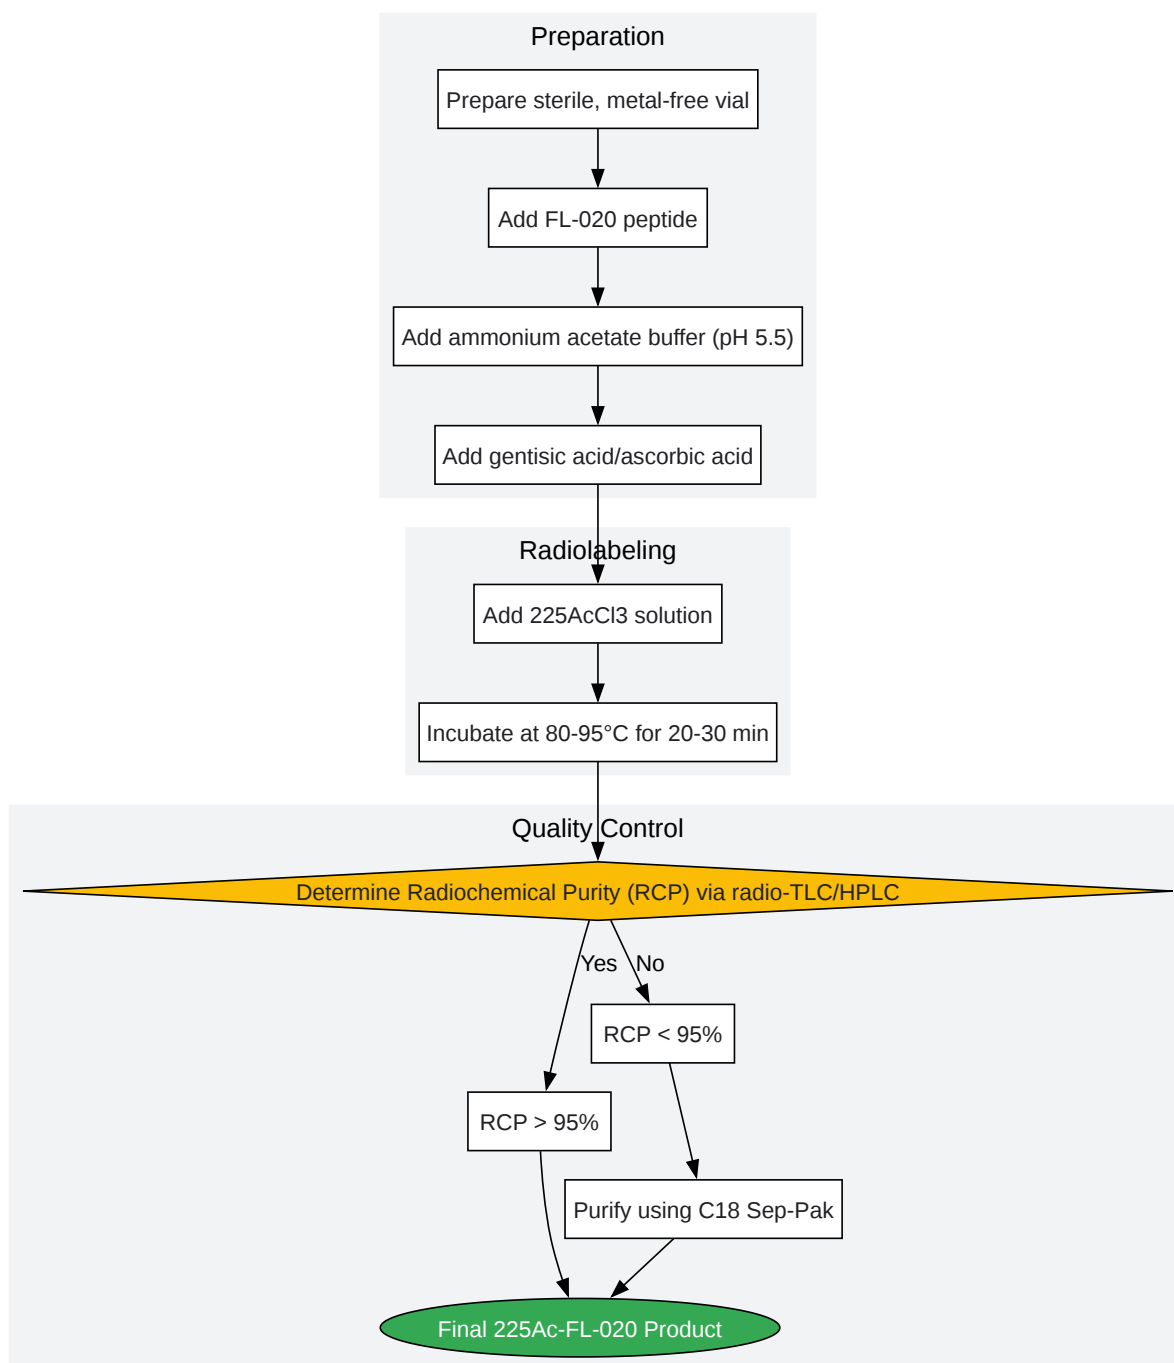 Preparation
Prepare sterile, metal-free vial
Add FL-020 peptide
Add ammonium acetate buffer (pH 5.5)
Add gentisic acid/ascorbic acid
Radiolabeling
Add 225AcCl3 solution
Incubate at 80-95°C for 20-30 min
Quality Control
Determine Radiochemical Purity (RCP) via radio-TLC/HPLC
Yes
No
RCP < 95%
RCP > 95%
Purify using C18 Sep-Pak
Final 225Ac-FL-020 Product